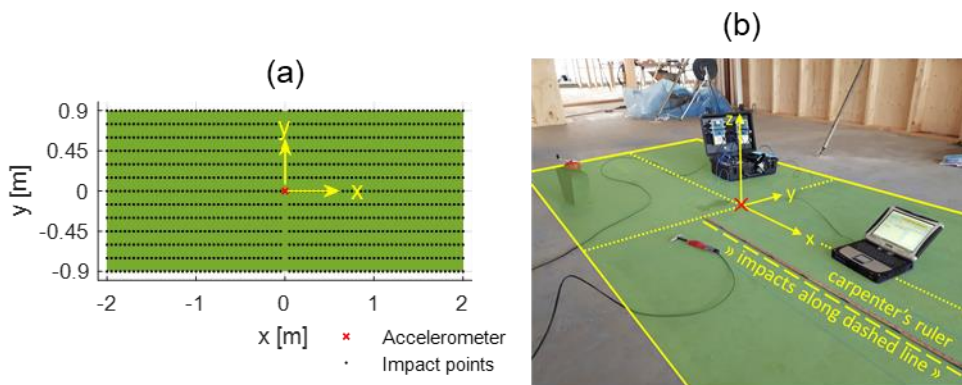 (a)
0.9
0.45
0
-0.45
-0.9
y [m]
y
x
-2
-1
0
1
2
x [m]
Accelerometer
Impact points
(b)
z
y
x
carpenter's ruler
» impacts along dashed line »